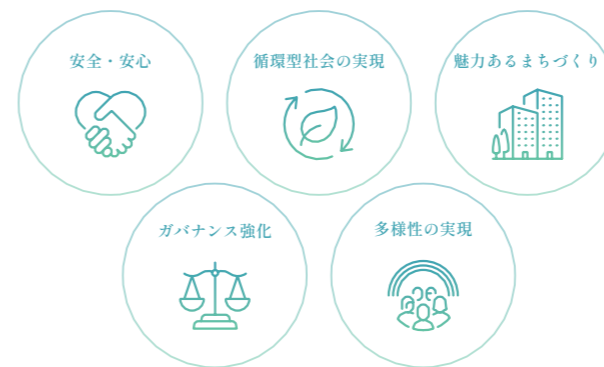 安全・安心
循環型社会の実現
魅力あるまちづくり
ガバナンス強化
多様性の実現